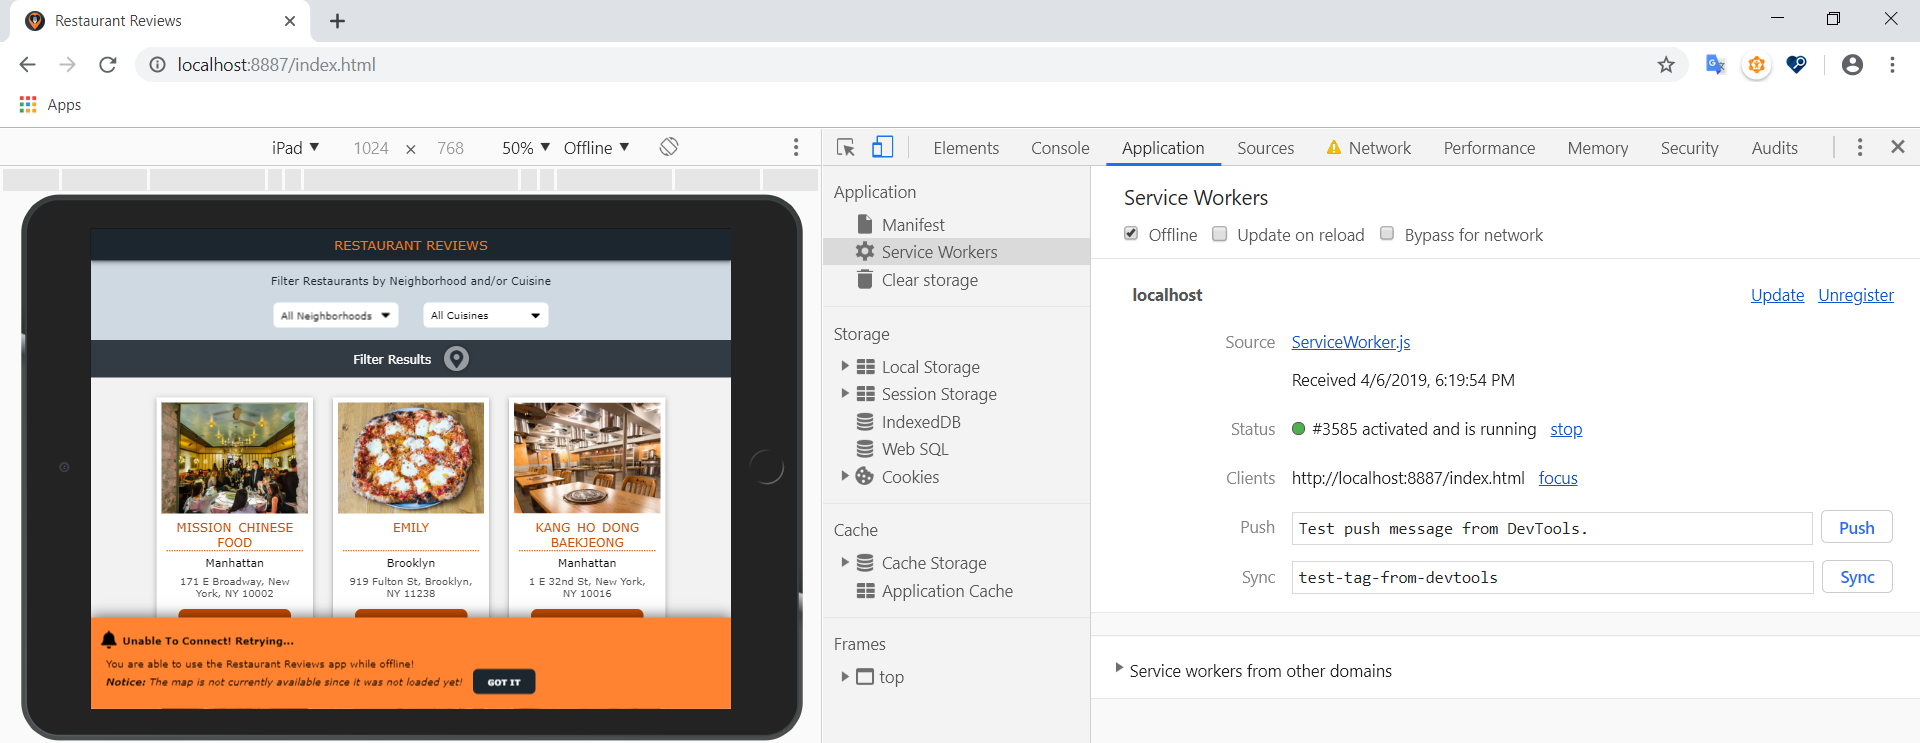 Restaurant Reviews
localhost:8887/index.html
Apps
iPad 1024 × 768 50% Offline
Elements Console Application Sources Network Performance Memory Security Audits
RESTAURANT REVIEWS
Filter Restaurants by Neighborhood and/or Cuisine
All Neighborhoods All Cuisines
Filter Results
MISSION CHINESE
FOOD
Manhattan
171 E Broadway, New
York, NY 10002
EMILY
Brooklyn
919 Fulton St, Brooklyn,
NY 11238
KANG HO DONG
BAEKJEONG
Manhattan
1 E 32nd St, New York,
NY 10016
Unable To Connect! Retrying...
You are able to use the Restaurant Reviews app while offline!
Notice: The map is not currently available since it was not loaded yet!
GOT IT
Application
Manifest
Service Workers
Clear storage
Storage
Local Storage
Session Storage
IndexedDB
Web SQL
Cookies
Cache
Cache Storage
Application Cache
Frames
top
Service Workers
Offline Update on reload Bypass for network
localhost Update Unregister
Source ServiceWorker.js
Received 4/6/2019, 6:19:54 PM
Status #3585 activated and is running stop
Clients http://localhost:8887/index.html focus
Push Test push message from DevTools. Push
Sync test-tag-from-devtools Sync
Service workers from other domains